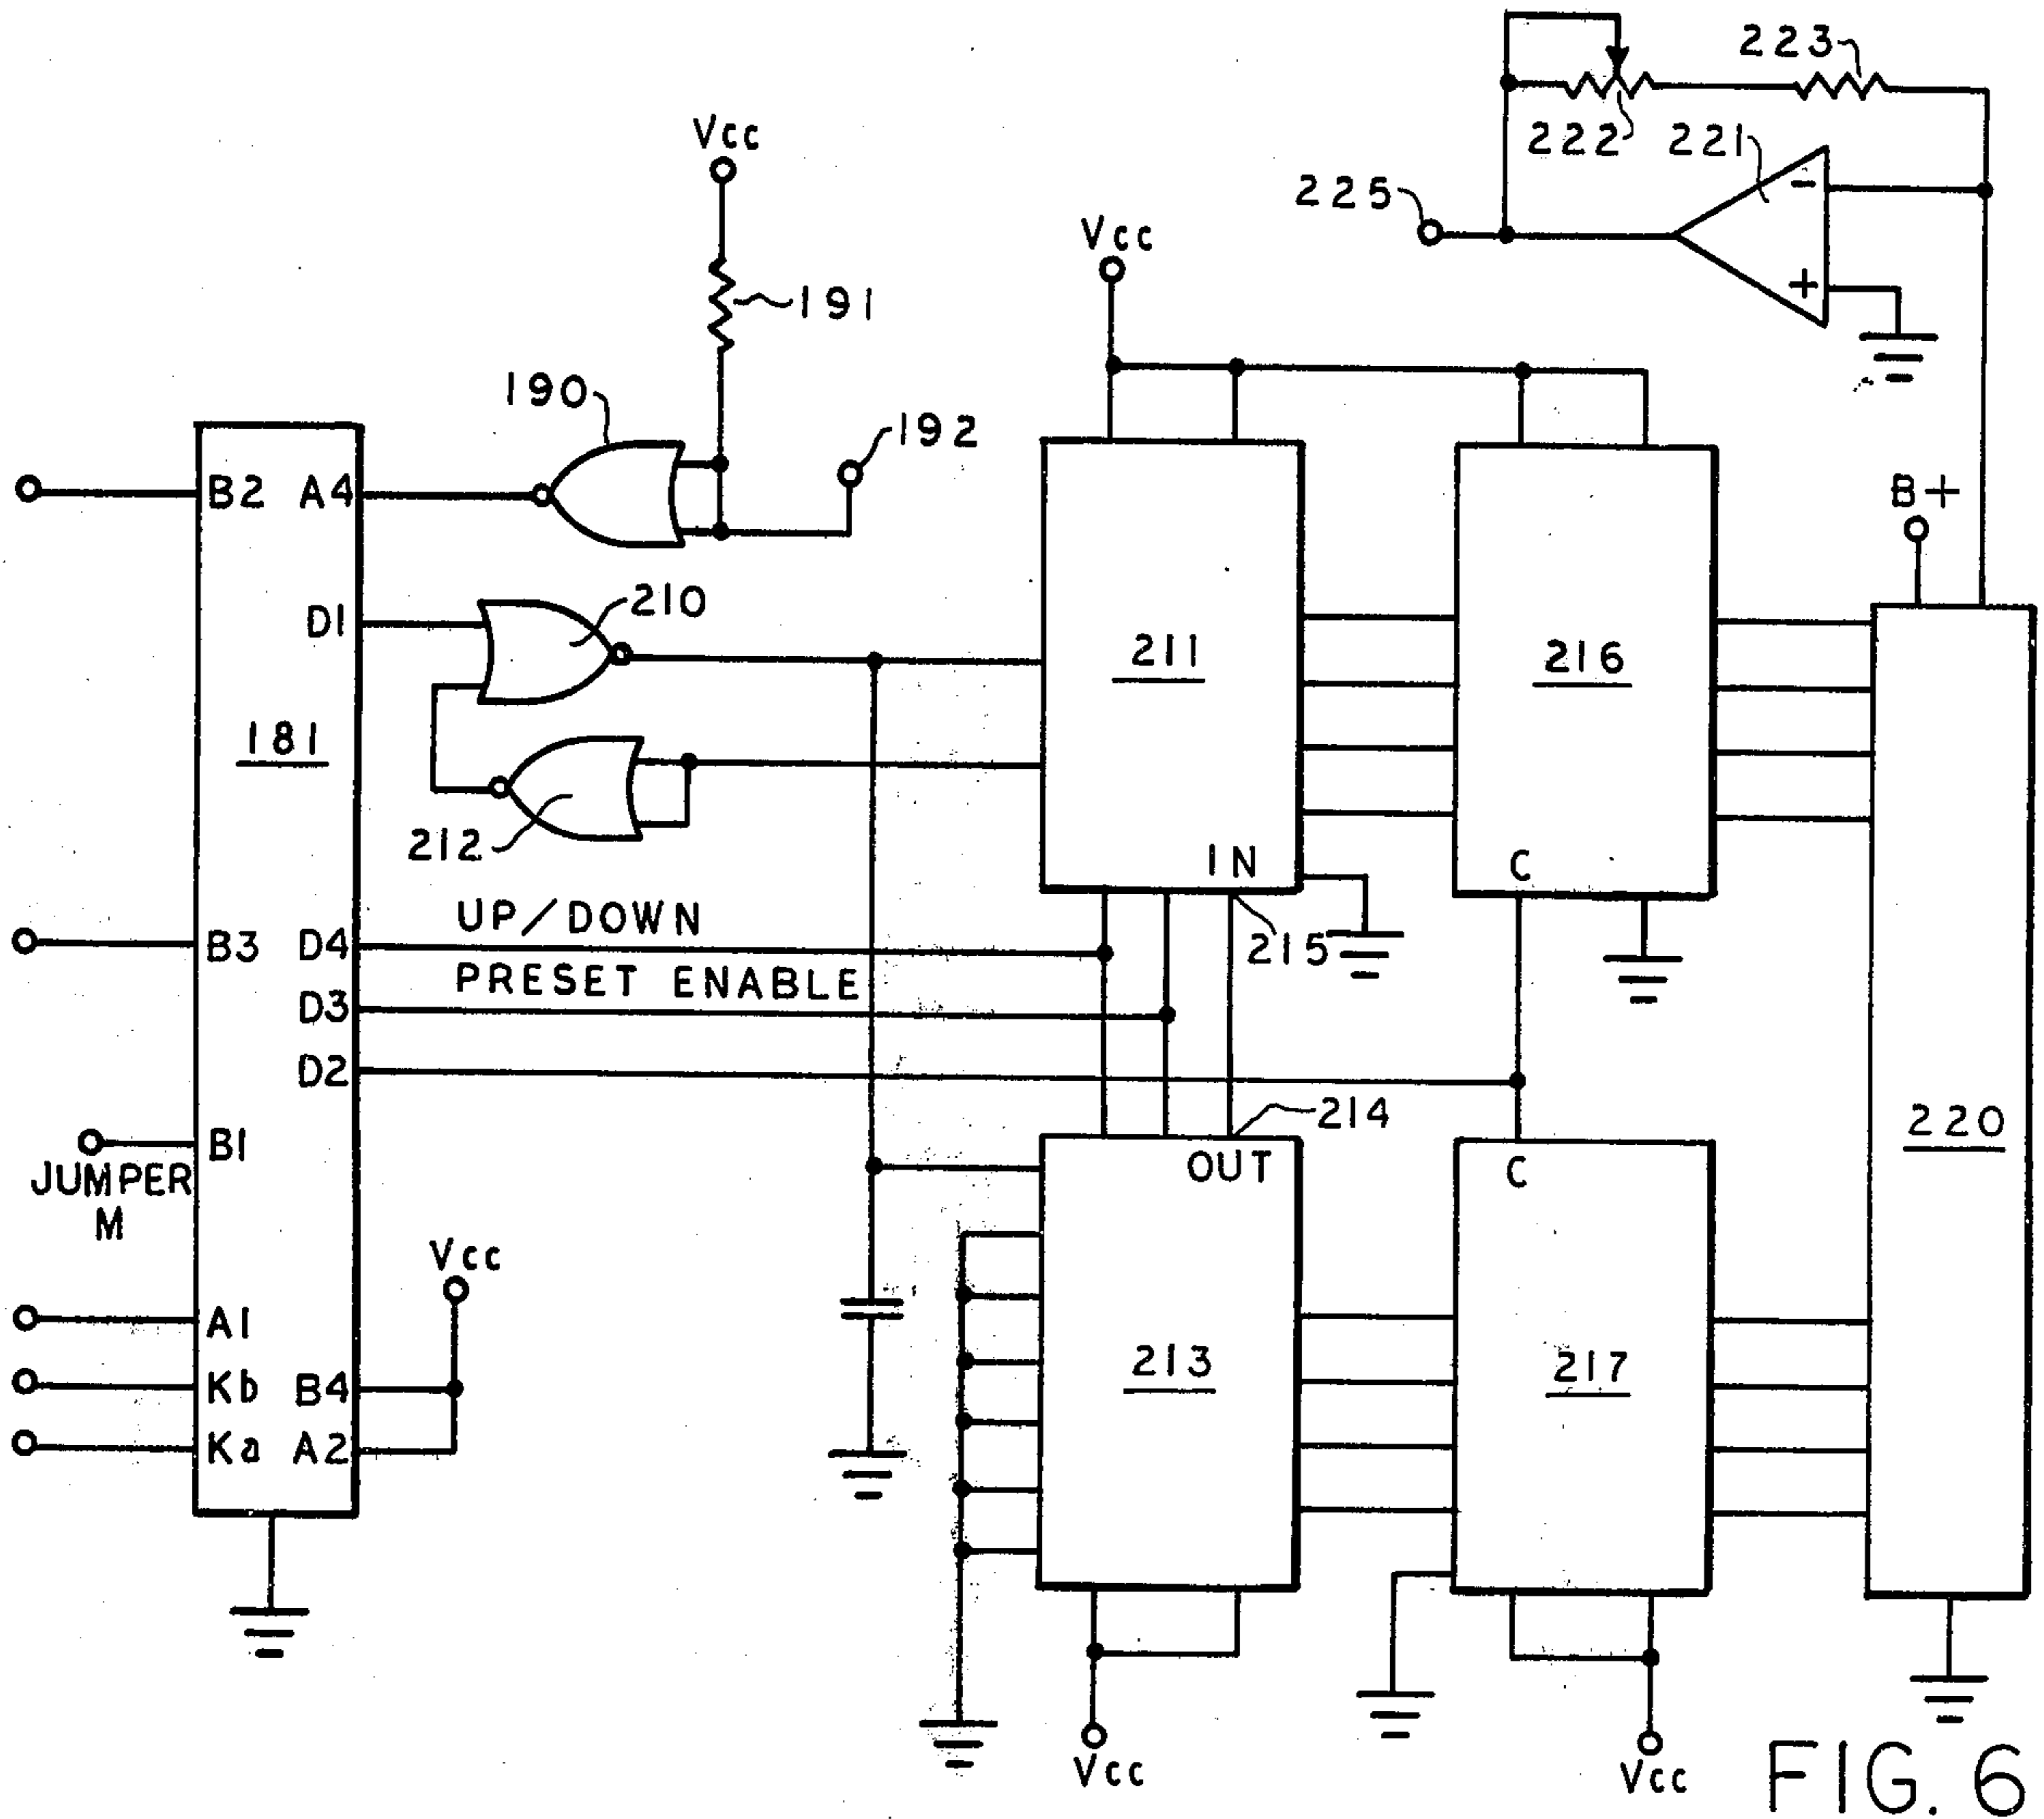 223
222
221
Vcc
225
Vcc
-
+
191
190
192
B2 A4
B+
D1
210
211
216
181
212
IN
C
UP/DOWN
B3 D4
215
PRESET ENABLE
D3
D2
214
220
B1
OUT
C
JUMPER
M
Vcc
A1
213
217
Kb B4
Ka A2
Vcc
Vcc
FIG. 6